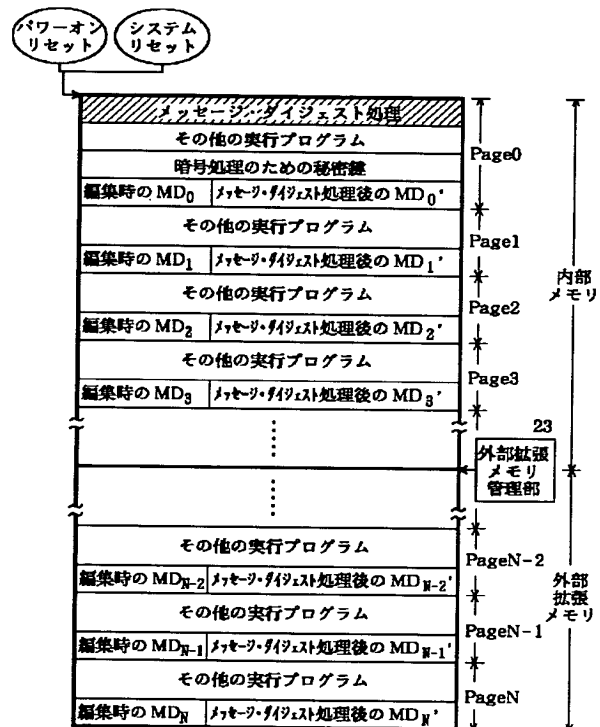 パワーオン
リセット
システム
リセット
メッセージ・ダイジェスト処理
その他の実行プログラム
暗号処理のための秘密鍵
編集時の MD0 メッセージ・ダイジェスト処理後の MD0'
Page0
その他の実行プログラム
編集時の MD1 メッセージ・ダイジェスト処理後の MD1'
Page1
その他の実行プログラム
編集時の MD2 メッセージ・ダイジェスト処理後の MD2'
Page2
内部
メモリ
その他の実行プログラム
編集時の MD3 メッセージ・ダイジェスト処理後の MD3'
Page3
23
外部拡張
メモリ
管理部
その他の実行プログラム
編集時の MDN-2 メッセージ・ダイジェスト処理後の MDN-2'
PageN-2
その他の実行プログラム
編集時の MDN-1 メッセージ・ダイジェスト処理後の MDN-1'
PageN-1
外部
拡張
メモリ
その他の実行プログラム
編集時の MDN メッセージ・ダイジェスト処理後の MDN'
PageN